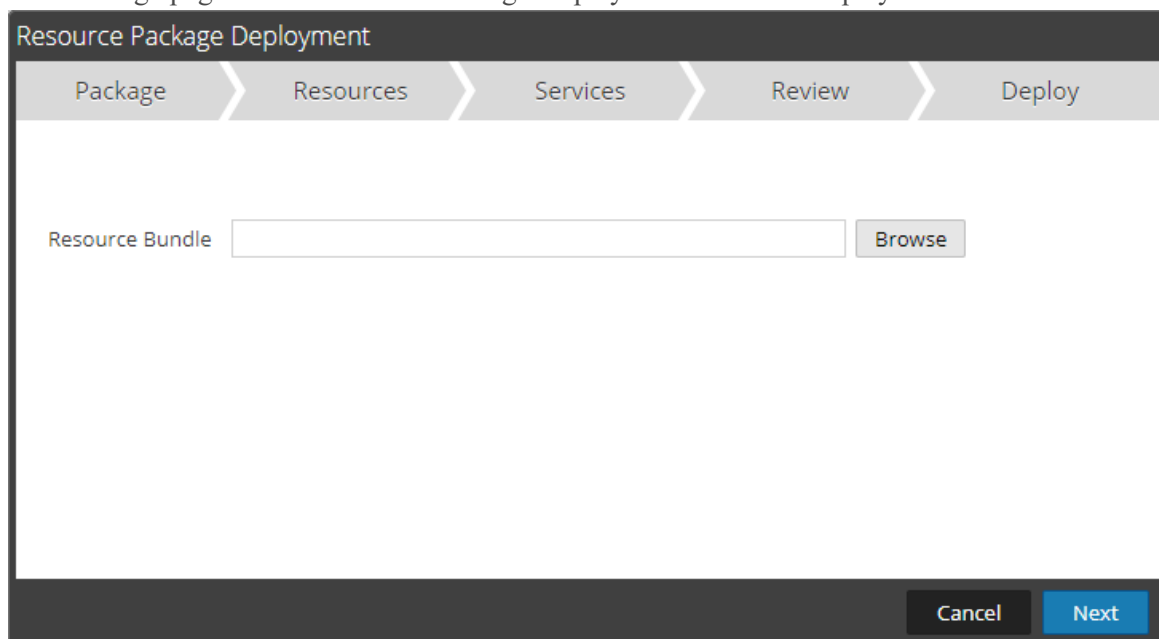 Resource Package Deployment
Package Resources Services Review Deploy
Resource Bundle Browse
Cancel Next